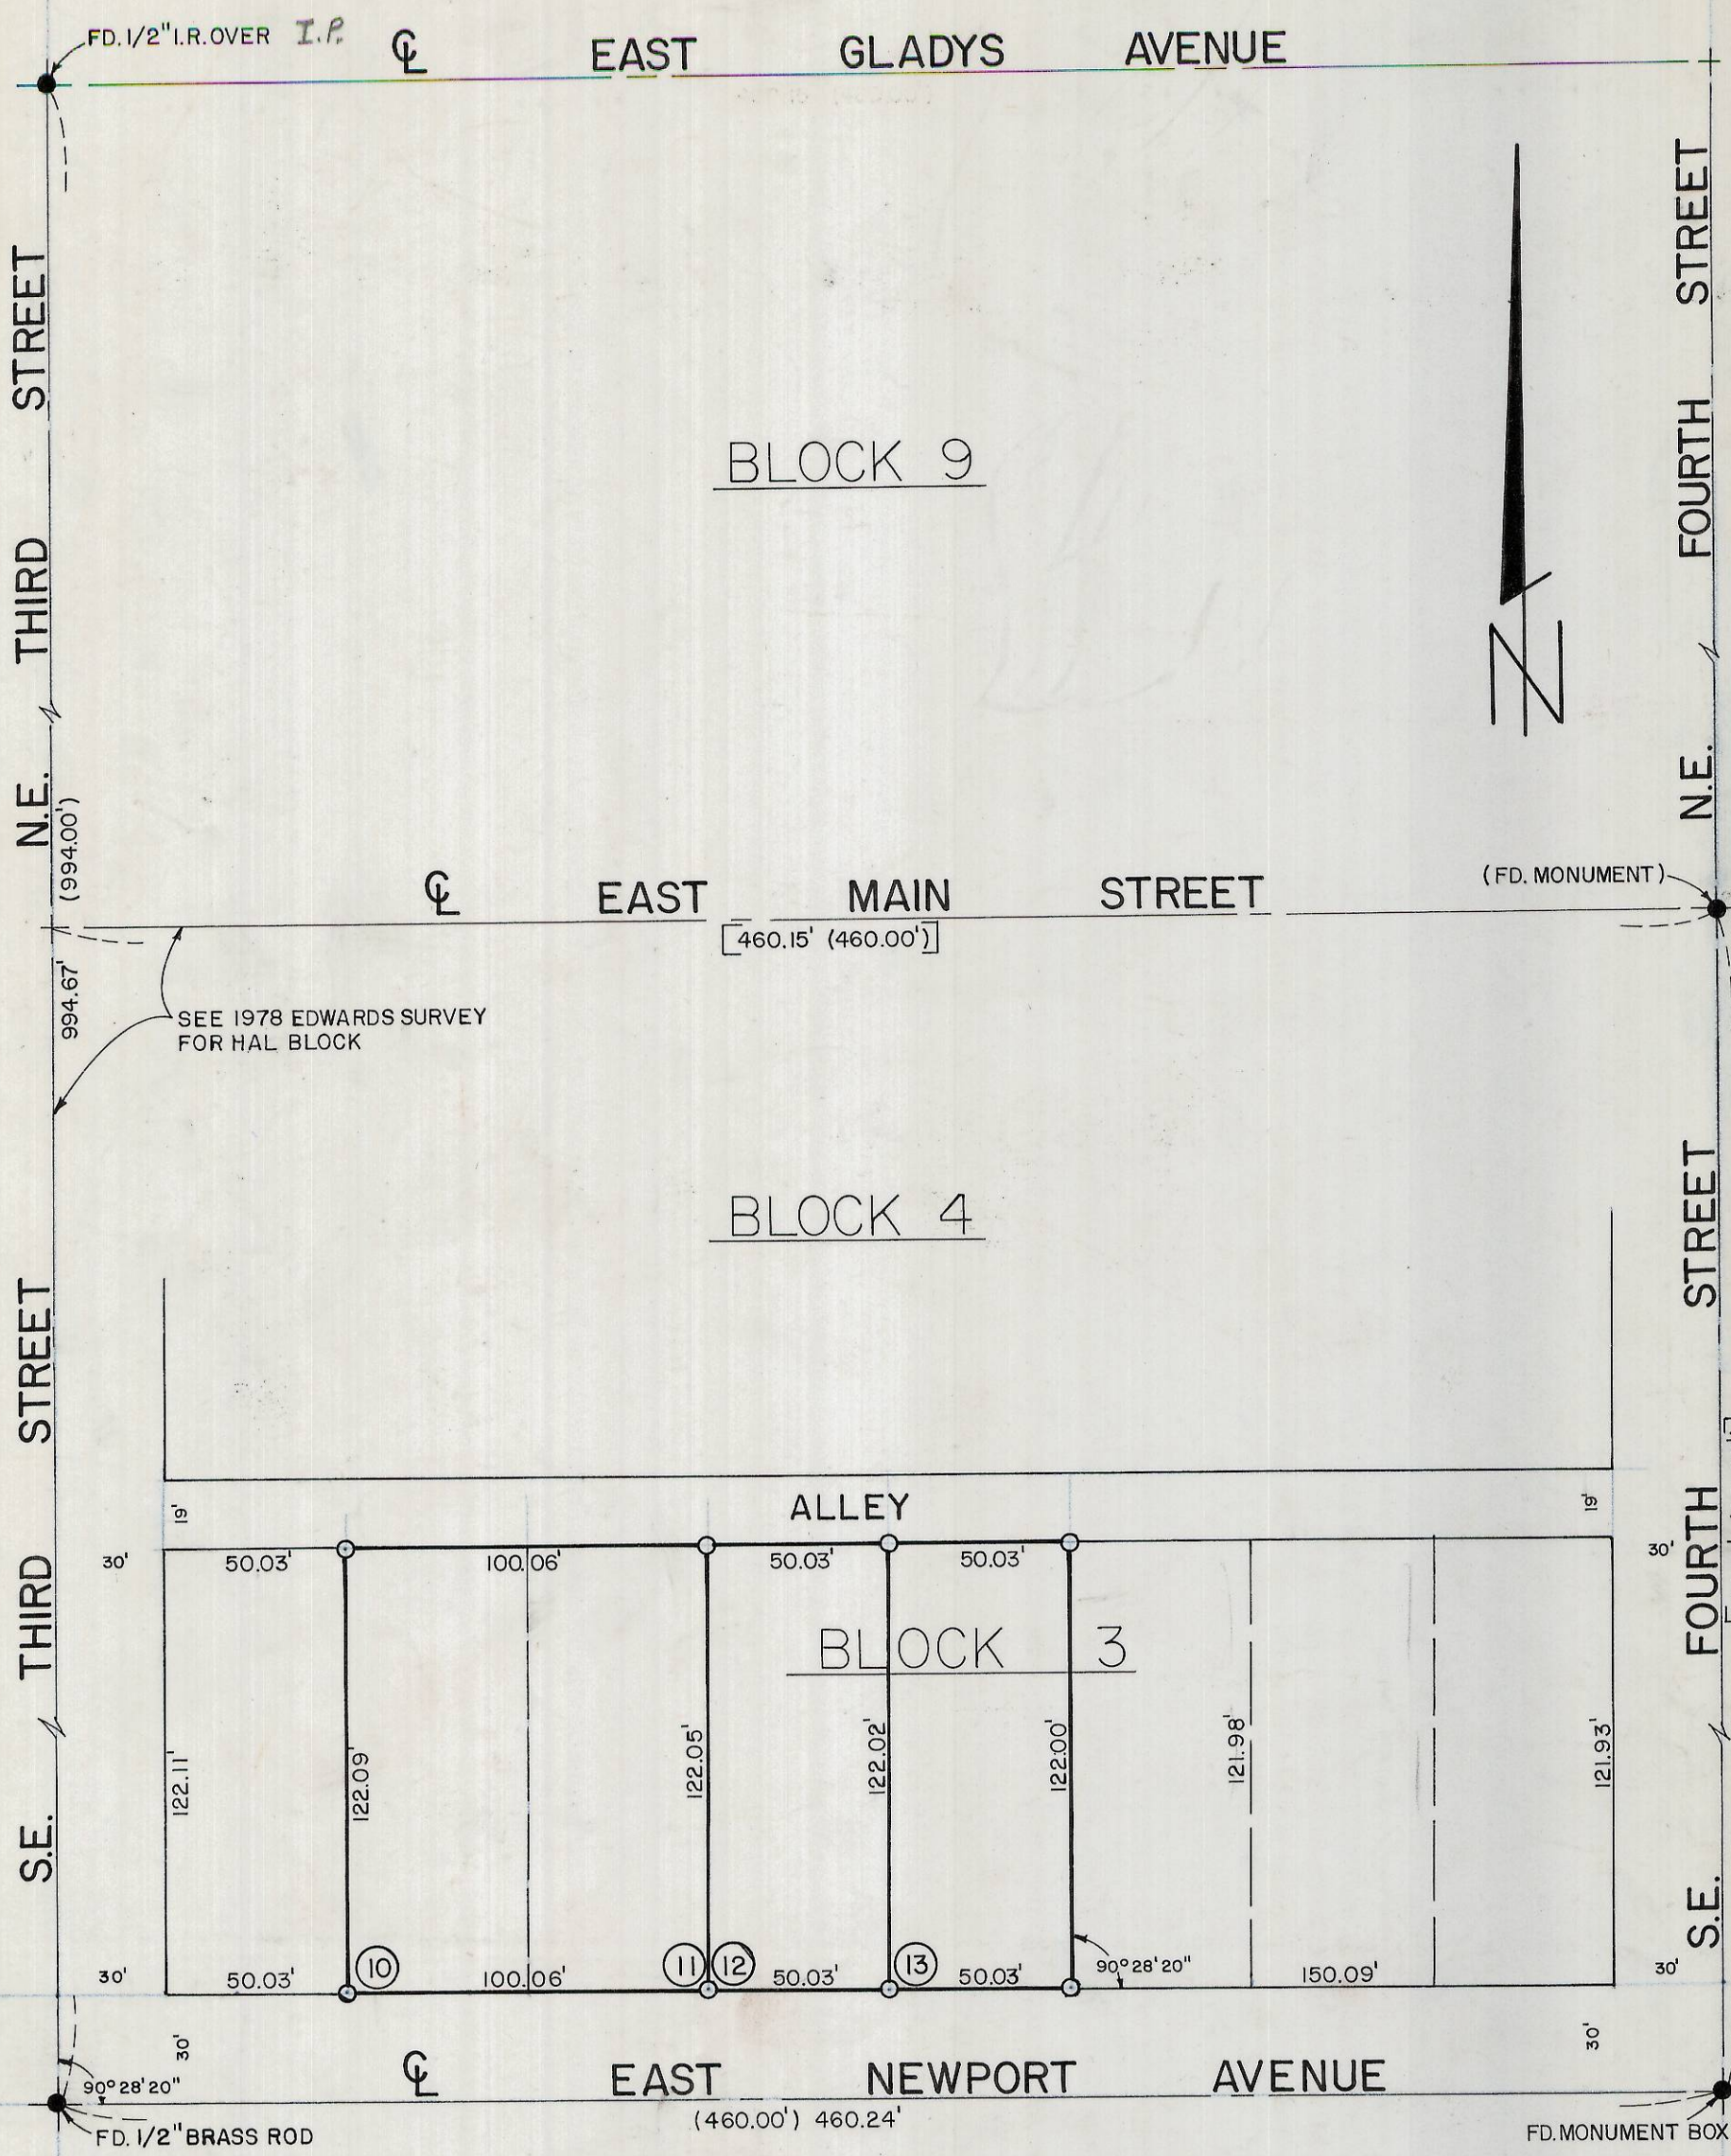 FD. 1/2" I.R. OVER I.P.
℄ EAST GLADYS AVENUE
N.E. THIRD STREET
N.E. FOURTH STREET
BLOCK 9
N
(994.00')
994.67'
℄ EAST MAIN STREET
(FD. MONUMENT)
[460.15' (460.00')]
SEE 1978 EDWARDS SURVEY
FOR HAL BLOCK
BLOCK 4
S.E. THIRD STREET
S.E. FOURTH STREET
19' ALLEY 19'
30' 50.03' 100.06' 50.03' 50.03' 30'
BLOCK 3
122.11' 122.09' 122.05' 122.02' 122.00' 121.98' 121.93'
30' 50.03' 10 100.06' 11 12 50.03' 13 50.03' 90°28'20" 150.09' 30'
30' 30'
90°28'20"
℄ EAST NEWPORT AVENUE
(460.00') 460.24'
FD. 1/2" BRASS ROD
FD. MONUMENT BOX